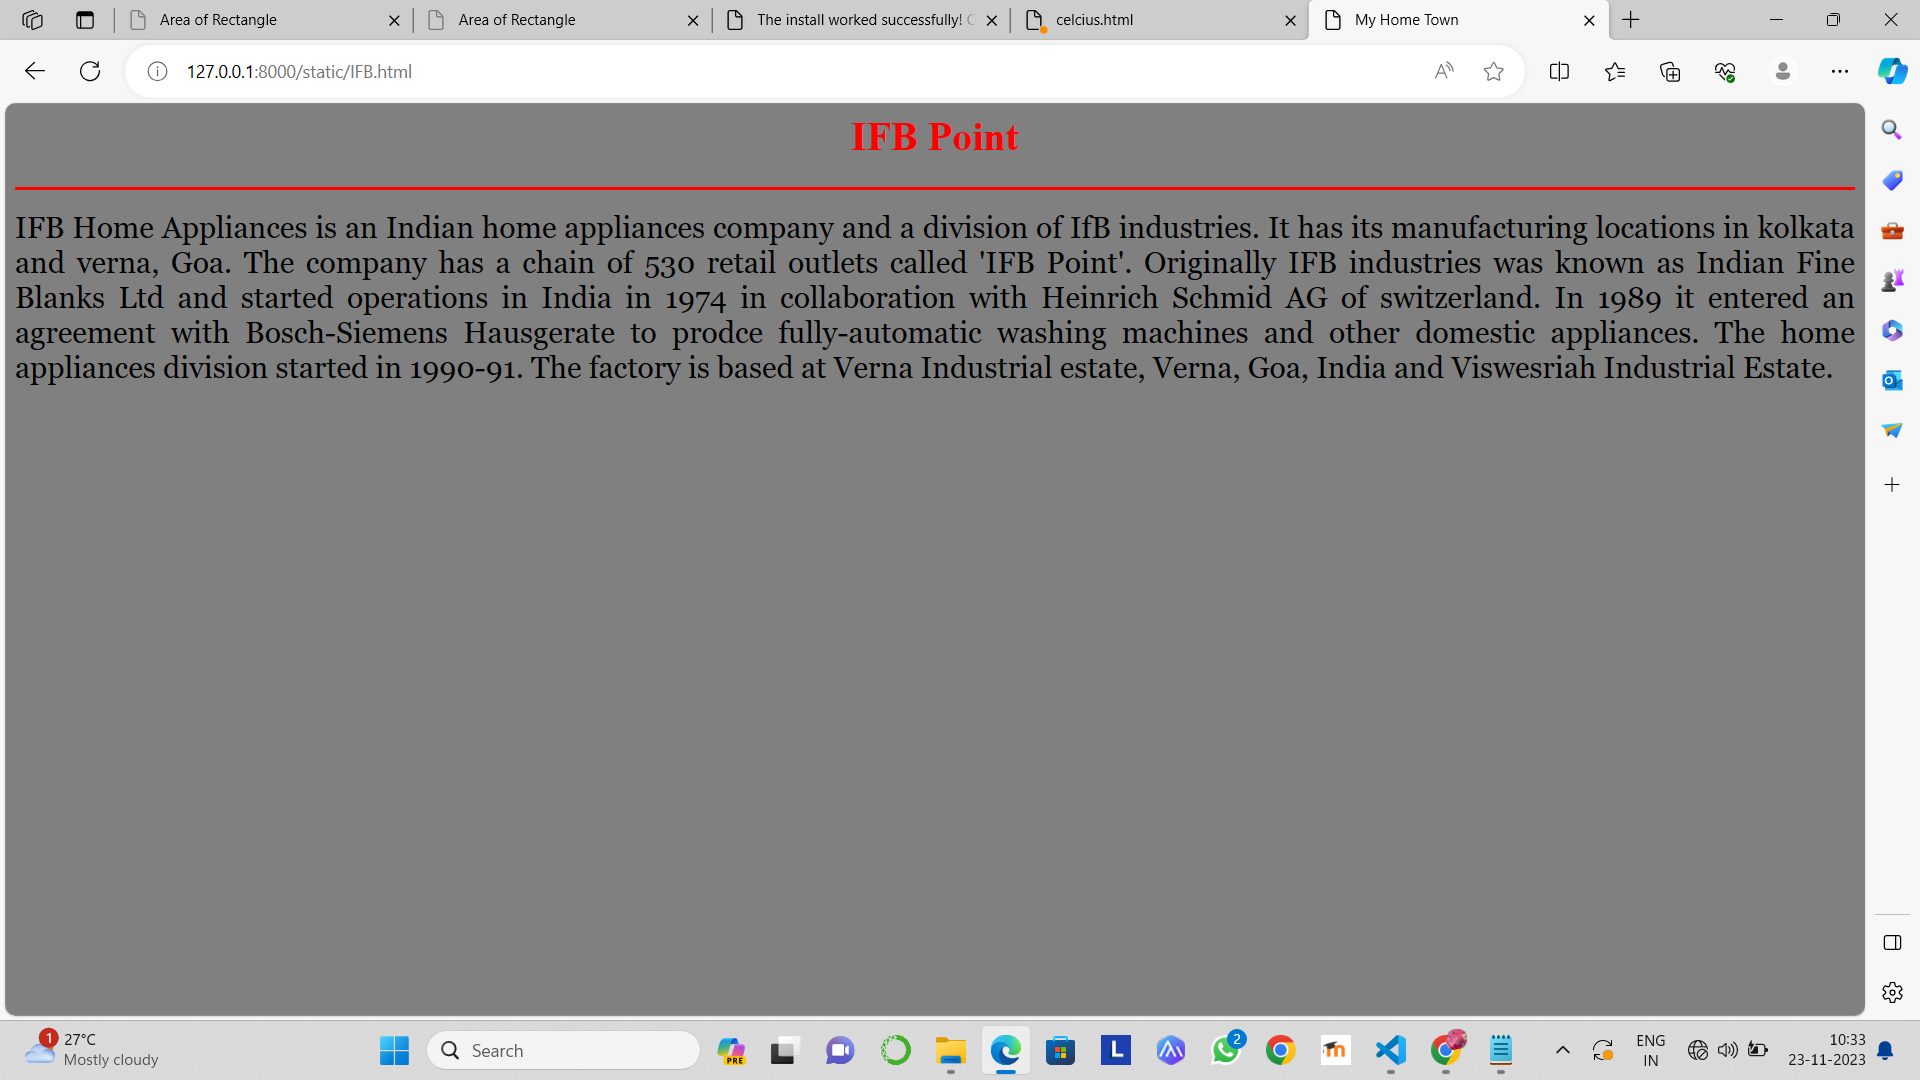 Area of Rectangle
Area of Rectangle
The install worked successfully! C
celcius.html
My Home Town
127.0.0.1:8000/static/IFB.html
IFB Point
IFB Home Appliances is an Indian home appliances company and a division of IfB industries. It has its manufacturing locations in kolkata
and verna, Goa. The company has a chain of 530 retail outlets called 'IFB Point'. Originally IFB industries was known as Indian Fine
Blanks Ltd and started operations in India in 1974 in collaboration with Heinrich Schmid AG of switzerland. In 1989 it entered an
agreement with Bosch-Siemens Hausgerate to prodce fully-automatic washing machines and other domestic appliances. The home
appliances division started in 1990-91. The factory is based at Verna Industrial estate, Verna, Goa, India and Viswesriah Industrial Estate.
1
27°C
Mostly cloudy
Search
PRE
L
2
ENG
IN
10:33
23-11-2023